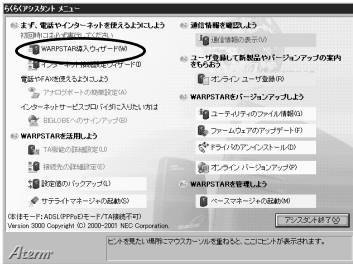 らくらくアシスタント メニュー
まず、電話やインターネットを使えるようにしよう
初回時には必ず実行してください
WARPSTAR導入ウィザード(W)
インターネット接続設定ウィザード(I)
電話やFAXを使えるようにしよう
アナログポートの簡単設定(A)
インターネットサービスプロバイダに入りたい方は
BIGLOBEへのサインアップ(B)
WARPSTARを活用しよう
TA機能の詳細設定(L)
接続先の詳細設定(E)
設定値のバックアップ(L)
サテライトマネージャの起動(S)
(本体モード:ADSL(PPPoE)モード/TA接続不可)
Version 3000 Copyright (C) 2000-2001 NEC Corporation.
通信情報を確認しよう
通信情報の表示(V)
ユーザ登録して新製品やバージョンアップの案内をもらおう
オンライン ユーザ登録(R)
WARPSTARをバージョンアップしよう
ユーティリティのファイル情報(G)
ファームウェアのアップデート(F)
ドライバのアンインストール(D)
オンライン バージョンアップ(P)
WARPSTARを管理しよう
ベースマネージャの起動(M)
アシスタント終了(X)
Aterm
ヒントを見たい場所にマウスカーソルを重ねると、ここにヒントが表示されます。